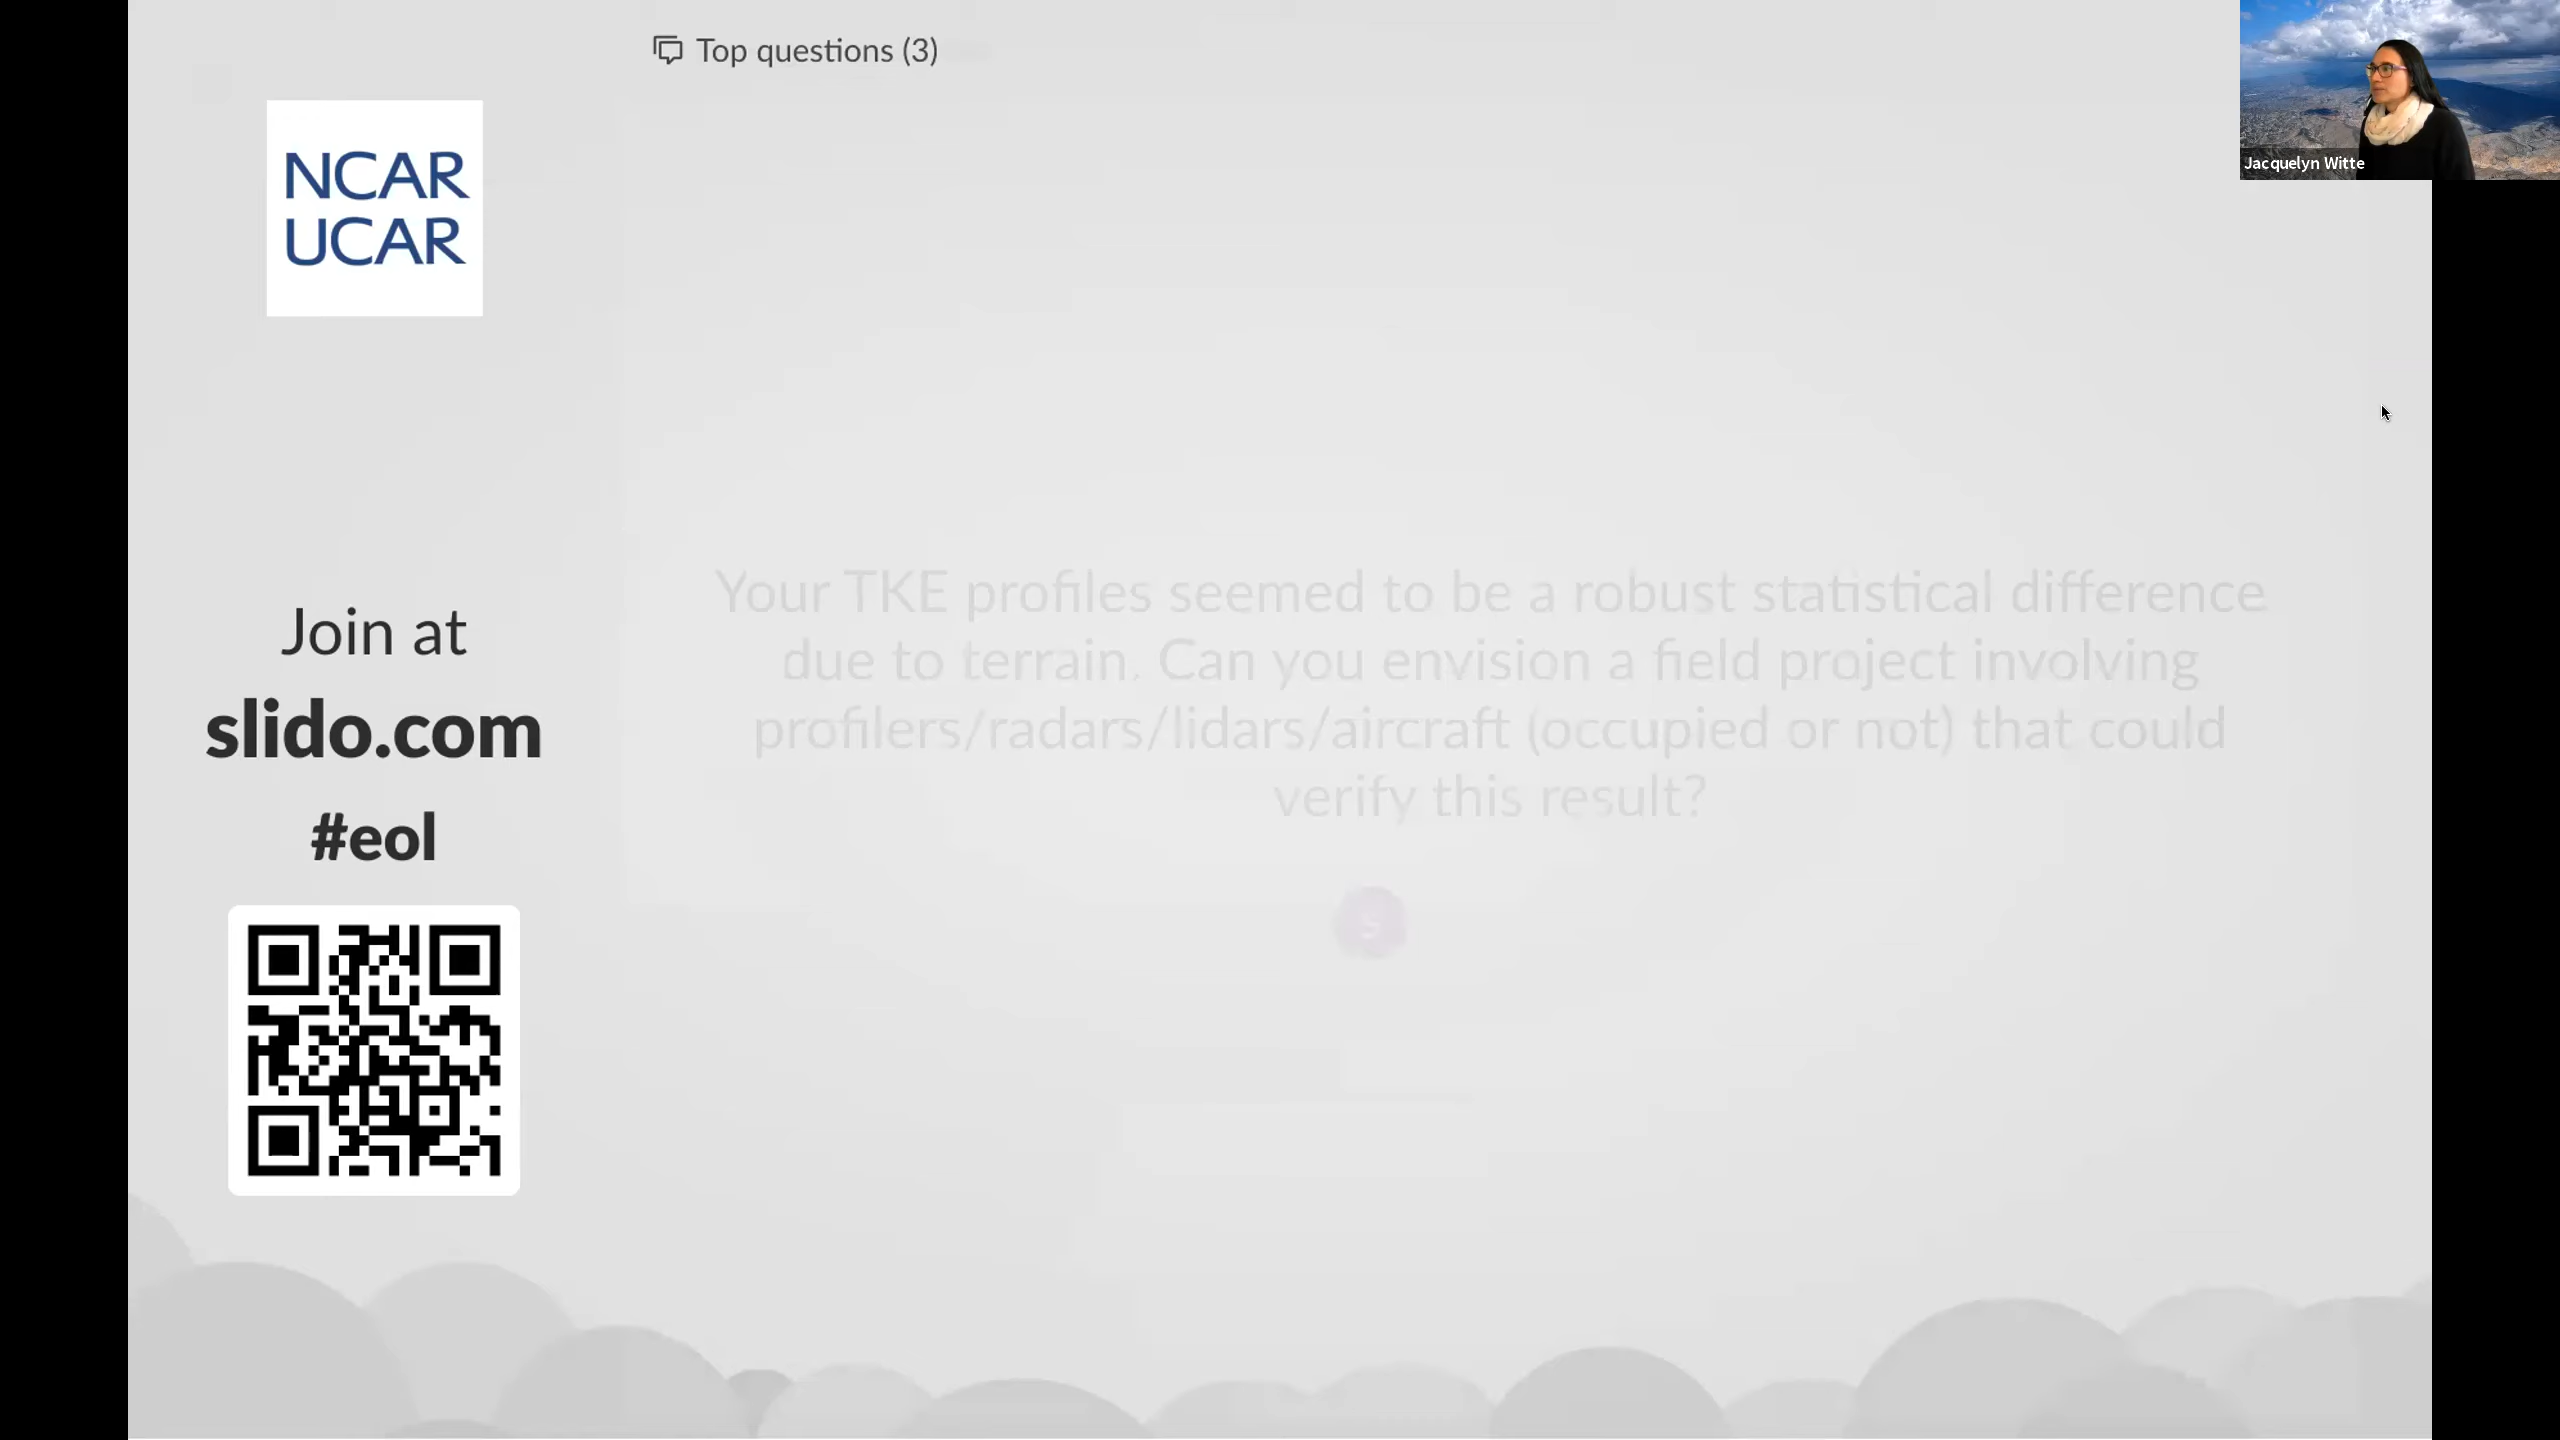 Top questions (3)
NCAR
UCAR
Jacquelyn Witte
Your TKE profiles seemed to be a robust statistical difference
due to terrain. Can you envision a field project involving
profilers/radars/lidars/aircraft (occupied or not) that could
verify this result?
S
Join at
slido.com
#eol